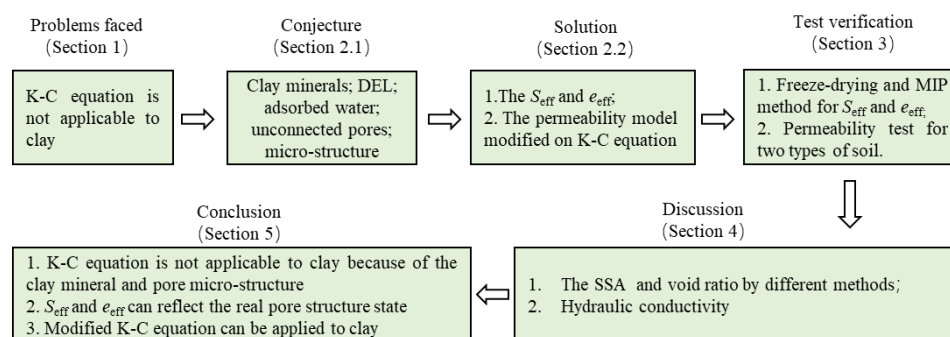 Problems faced
(Section 1)
K-C equation is
not applicable to
clay
Conjecture
(Section 2.1)
Clay minerals; DEL;
adsorbed water;
unconnected pores;
micro-structure
Solution
(Section 2.2)
1.The Seff and eeff;
2. The permeability model
modified on K-C equation
Test verification
(Section 3)
1. Freeze-drying and MIP
method for Seff and eeff;
2. Permeability test for
two types of soil.
Discussion
(Section 4)
1. The SSA and void ratio by different methods;
2. Hydraulic conductivity
Conclusion
(Section 5)
1. K-C equation is not applicable to clay because of the
clay mineral and pore micro-structure
2. Seff and eeff can reflect the real pore structure state
3. Modified K-C equation can be applied to clay